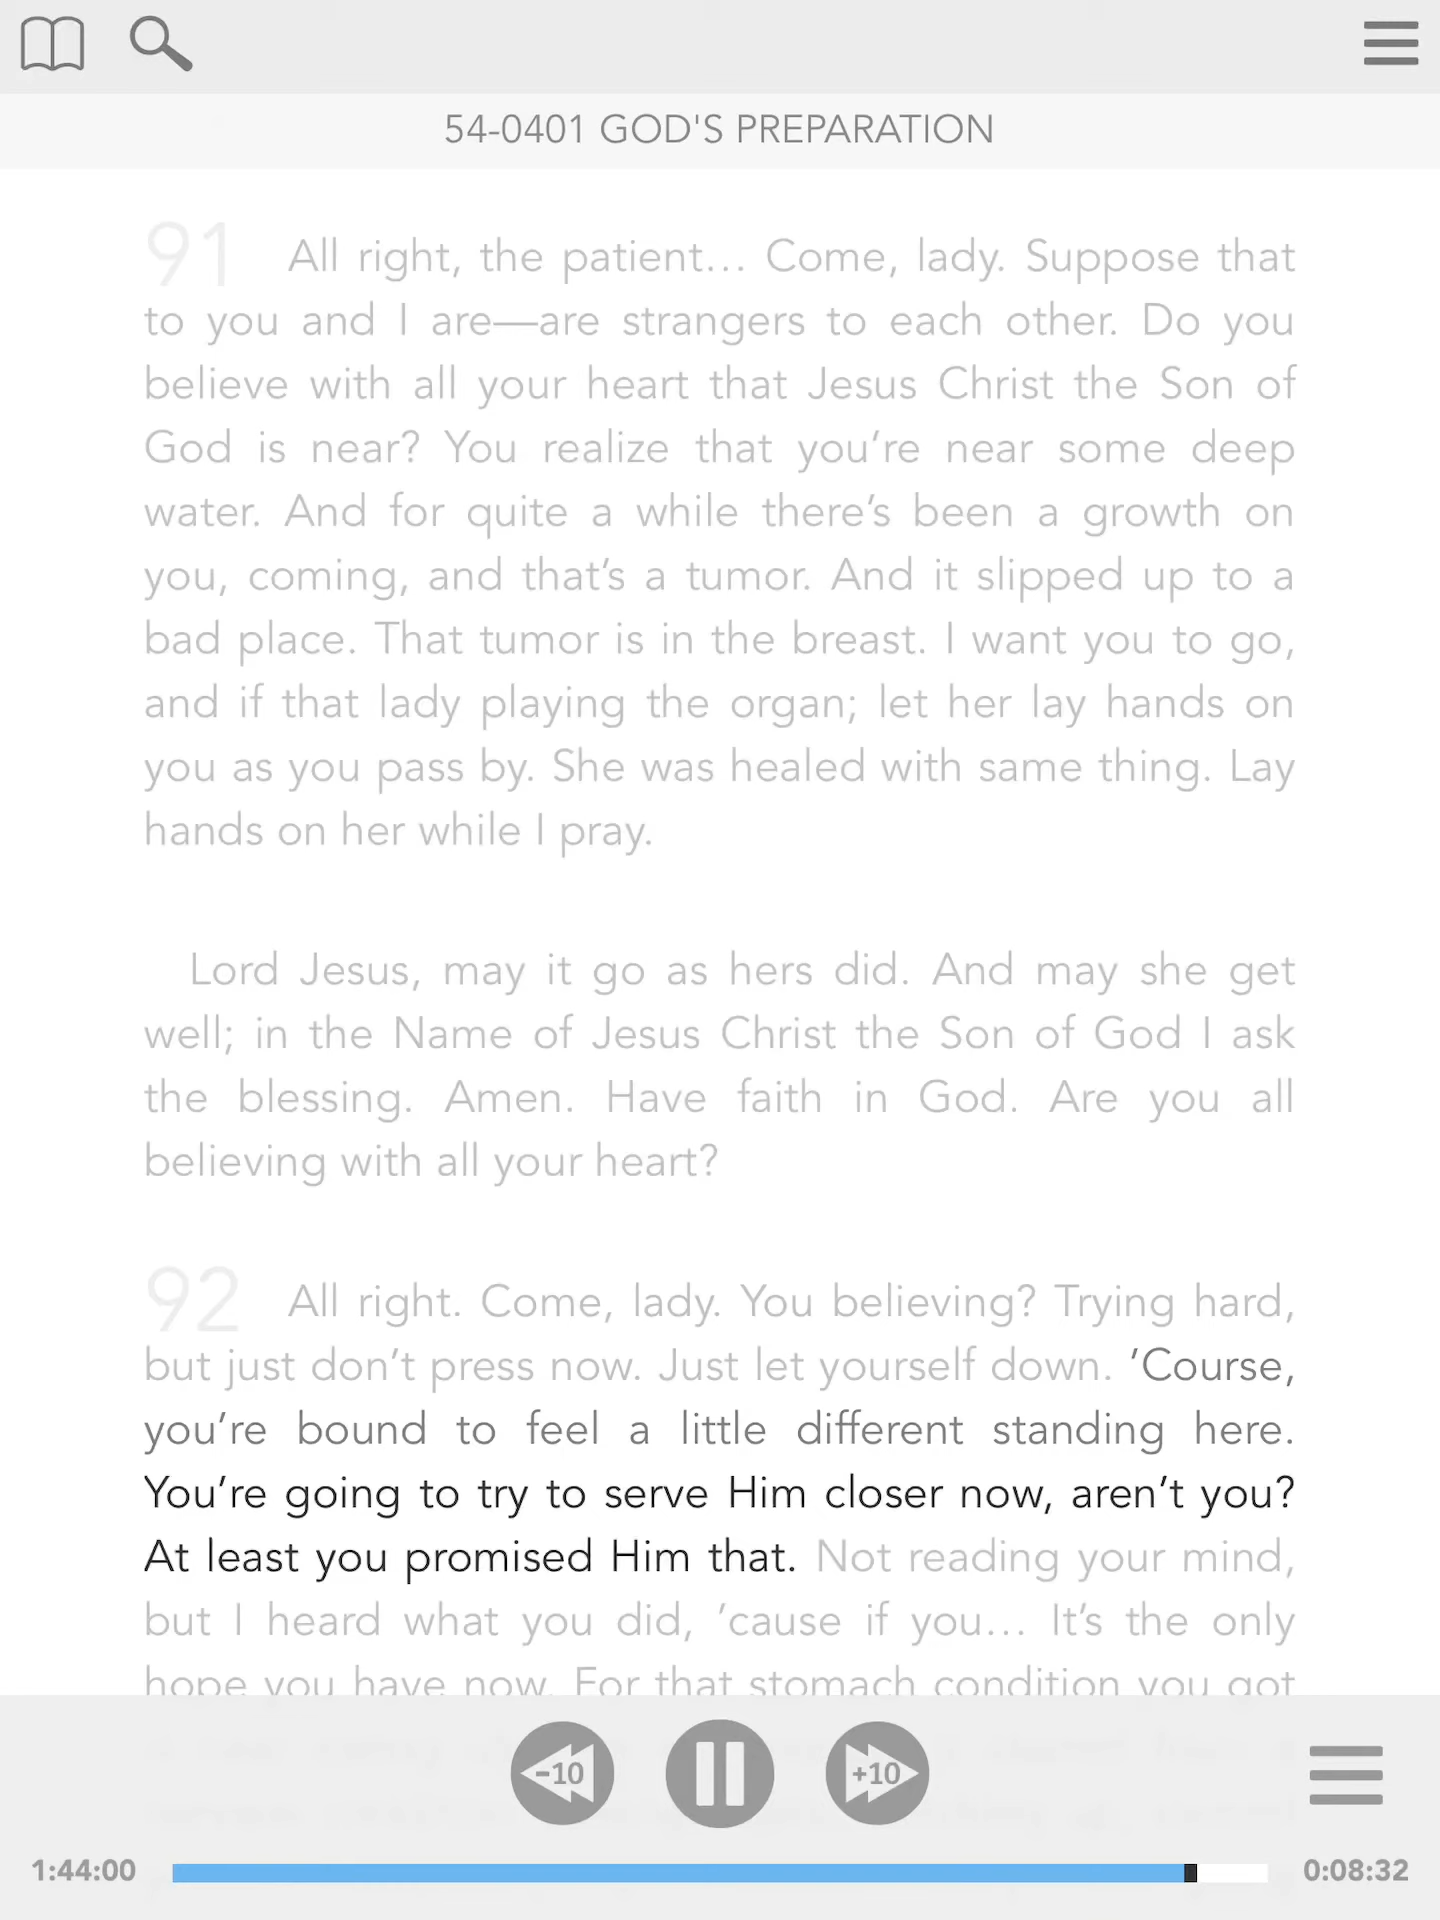 54-0401 GOD'S PREPARATION
91 All right, the patient… Come, lady. Suppose that
to you and I are—are strangers to each other. Do you
believe with all your heart that Jesus Christ the Son of
God is near? You realize that you’re near some deep
water. And for quite a while there’s been a growth on
you, coming, and that’s a tumor. And it slipped up to a
bad place. That tumor is in the breast. I want you to go,
and if that lady playing the organ; let her lay hands on
you as you pass by. She was healed with same thing. Lay
hands on her while I pray.
Lord Jesus, may it go as hers did. And may she get
well; in the Name of Jesus Christ the Son of God I ask
the blessing. Amen. Have faith in God. Are you all
believing with all your heart?
92 All right. Come, lady. You believing? Trying hard,
but just don’t press now. Just let yourself down. ’Course,
you’re bound to feel a little different standing here.
You’re going to try to serve Him closer now, aren’t you?
At least you promised Him that. Not reading your mind,
but I heard what you did, ’cause if you… It’s the only
hope you have now. For that stomach condition you got
-10 +10
1:44:00 0:08:32